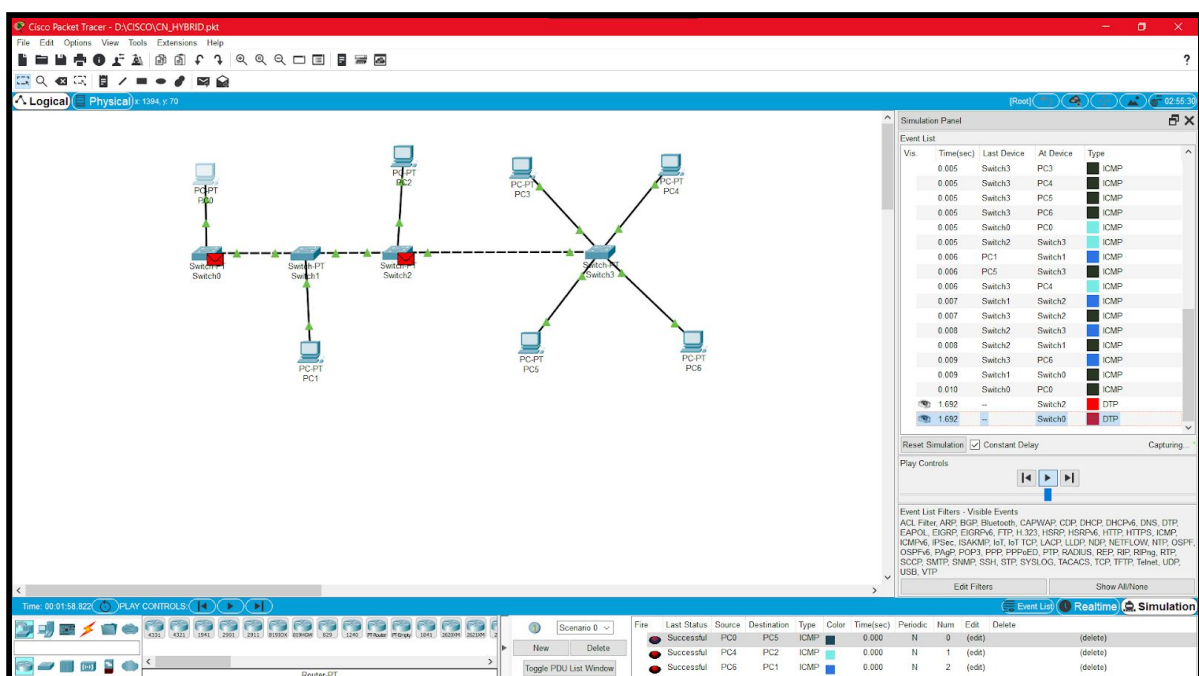 Cisco Packet Tracer - D:\CISCO\CN_HYBRID.pkt
File Edit Options View Tools Extensions Help
?
Logical Physical x: 1394, y: 70 [Root] 02:55:30
PC-PT
PC2
PC-PT
PC3
PC-PT
PC4
Switch-PT
Switch0
Switch-PT
Switch1
Switch-PT
Switch2
Switch-PT
Switch3
PC-PT
PC1
PC-PT
PC5
PC-PT
PC6
PC-PT
PC0
Simulation Panel
Event List
Vis. Time(sec) Last Device At Device Type
0.005 Switch3 PC3 ICMP
0.005 Switch3 PC4 ICMP
0.005 Switch3 PC5 ICMP
0.005 Switch3 PC6 ICMP
0.005 Switch0 PC0 ICMP
0.005 Switch2 Switch3 ICMP
0.006 PC1 Switch1 ICMP
0.006 PC5 Switch3 ICMP
0.006 Switch3 PC4 ICMP
0.007 Switch1 Switch2 ICMP
0.007 Switch3 Switch2 ICMP
0.008 Switch2 Switch3 ICMP
0.008 Switch2 Switch1 ICMP
0.009 Switch3 PC6 ICMP
0.009 Switch1 Switch0 ICMP
0.010 Switch0 PC0 ICMP
1.692 -- Switch2 DTP
1.692 -- Switch0 DTP
Reset Simulation Constant Delay Capturing...
Play Controls
Event List Filters - Visible Events
ACL Filter, ARP, BGP, Bluetooth, CAPWAP, CDP, DHCP, DHCPv6, DNS, DTP,
EAPOL, EIGRP, EIGRPv6, FTP, H.323, HSRP, HSRPv6, HTTP, HTTPS, ICMP,
ICMPv6, IPSec, ISAKMP, IoT, IoT TCP, LACP, LLDP, NDP, NETFLOW, NTP, OSPF,
OSPFv6, PAgP, POP3, PPP, PPPoED, PTP, RADIUS, REP, RIP, RIPng, RTP,
SCCP, SMTP, SNMP, SSH, STP, SYSLOG, TACACS, TCP, TFTP, Telnet, UDP,
USB, VTP
Edit Filters Show All/None
Time: 00:01:58.822 PLAY CONTROLS: Event List Realtime Simulation
4331 4321 1941 2901 2911 819IOX 819HGW 829 1240 PT-Router PT-Empty 1841 2620XM 2621XM
Router-PT
Scenario 0
New Delete
Toggle PDU List Window
Fire Last Status Source Destination Type Color Time(sec) Periodic Num Edit Delete
Successful PC0 PC5 ICMP 0.000 N 0 (edit) (delete)
Successful PC4 PC2 ICMP 0.000 N 1 (edit) (delete)
Successful PC6 PC1 ICMP 0.000 N 2 (edit) (delete)